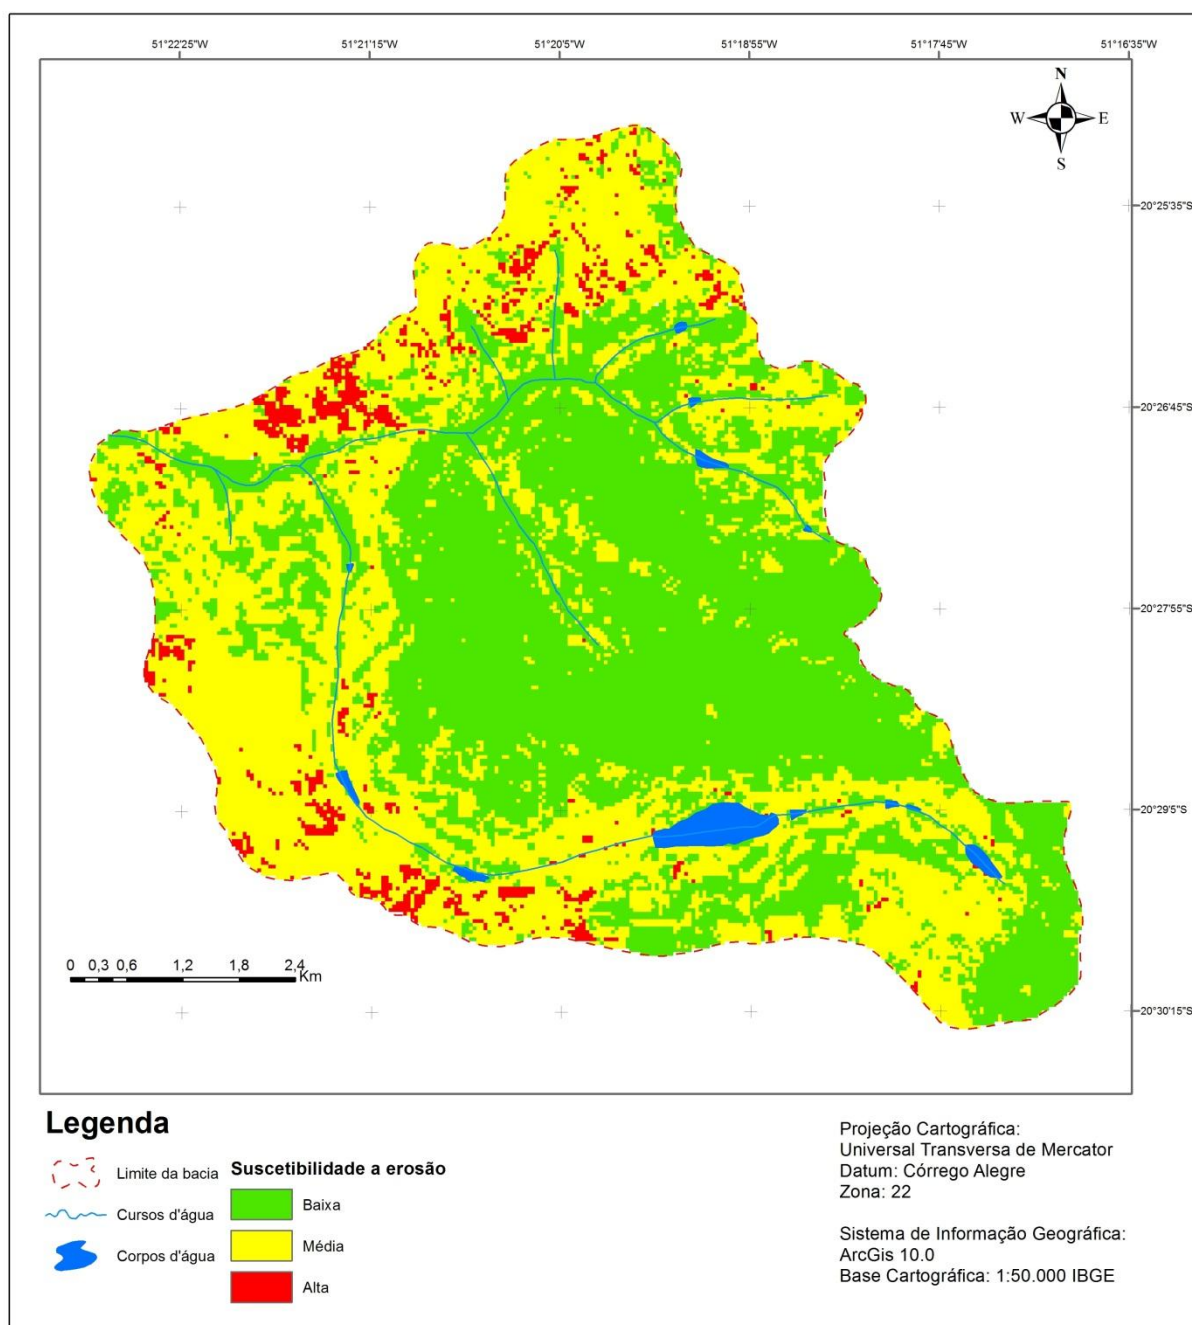 51°22'25"W 51°21'15"W 51°20'5"W 51°18'55"W 51°17'45"W 51°16'35"W
N
W E
S
20°25'35"S
20°26'45"S
20°27'55"S
20°29'5"S
20°30'15"S
0 0,3 0,6 1,2 1,8 2,4
Km
Legenda
Limite da bacia
Cursos d'água
Corpos d'água
Suscetibilidade a erosão
Baixa
Média
Alta
Projeção Cartográfica:
Universal Transversa de Mercator
Datum: Córrego Alegre
Zona: 22
Sistema de Informação Geográfica:
ArcGis 10.0
Base Cartográfica: 1:50.000 IBGE